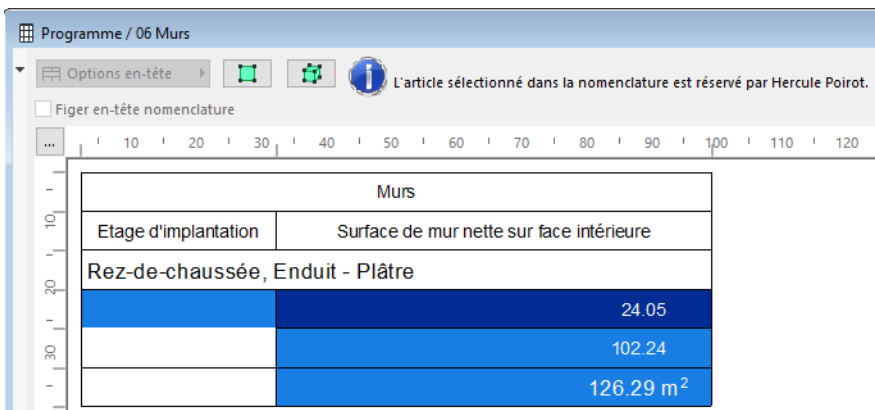 Programme / 06 Murs
Options en-tête
L'article sélectionné dans la nomenclature est réservé par Hercule Poirot.
Figer en-tête nomenclature
... 10 20 30 40 50 60 70 80 90 100 110 120
Murs
10
Etage d'implantation Surface de mur nette sur face intérieure
Rez-de-chaussée, Enduit - Plâtre
20
24.05
30
102.24
126.29 m²